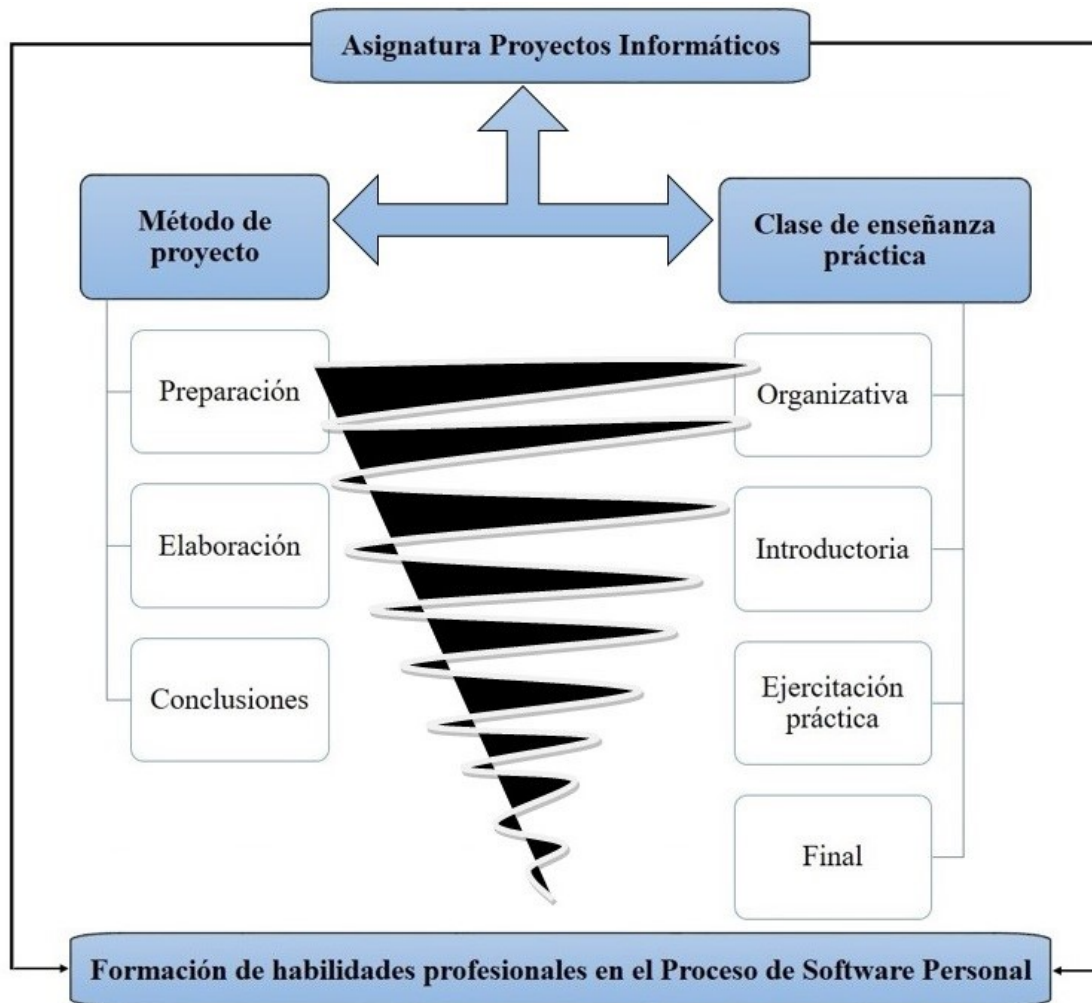 Asignatura Proyectos Informáticos
Método de
proyecto
Preparación
Elaboración
Conclusiones
Clase de enseñanza
práctica
Organizativa
Introductoria
Ejercitación
práctica
Final
Formación de habilidades profesionales en el Proceso de Software Personal